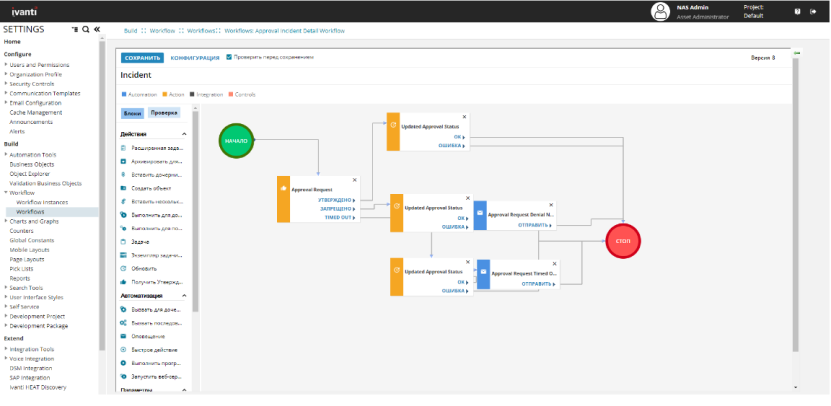 ivanti
NAS Admin
Asset Administrator
Project:
Default
SETTINGS
Build
Workflow
Workflows
Workflows: Approval Incident Detail Workflow
Home
Configure
Users and Permissions
Organization Profile
Security Controls
Communication Templates
Email Configuration
Cache Management
Announcements
Alerts
Build
Automation Tools
Business Objects
Object Explorer
Validation Business Objects
Workflow
Workflow Instances
Workflows
Charts and Graphs
Counters
Global Constants
Mobile Layouts
Page Layouts
Pick Lists
Reports
Search Tools
User Interface Styles
Self Service
Development Project
Development Package
Extend
Integration Tools
Voice Integration
DSM Integration
SAP Integration
Ivanti HEAT Discovery
СОХРАНИТЬ
КОНФИГУРАЦИЯ
Проверить перед сохранением
Версия 8
Incident
Automation
Action
Integration
Controls
Блоки
Проверка
Действия
Расширенная зада...
Архивировать для...
Вставить дочерни...
Создать объект
Вставить нескольк...
Выполнить для до...
Выполнить для по...
Задача
Экземпляр задачи...
Обновить
Получить Утвержд...
Автоматизация
Вызвать для доче...
Вызвать последов...
Оповещение
Быстрое действие
Выполнить прогр...
Запустить веб-сер...
Параметры
НАЧАЛО
Approval Request
УТВЕРЖДЕНО
ЗАПРЕЩЕНО
TIMED OUT
Updated Approval Status
OK
ОШИБКА
Updated Approval Status
OK
ОШИБКА
Approval Request Denial N...
ОТПРАВИТЬ
Updated Approval Status
OK
ОШИБКА
Approval Request Timed O...
ОТПРАВИТЬ
СТОП